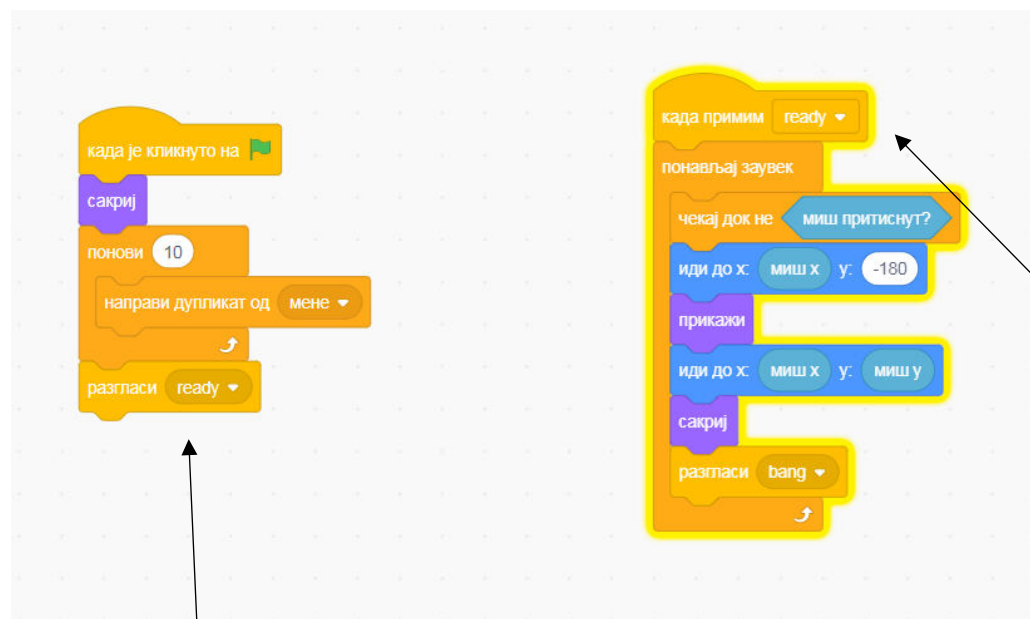 када је кликнуто на
сакриј
понови 10
направи дупликат од мене
разгласи ready
када примим ready
понављај заувек
чекај док не миш притиснут?
иди до x: миш x y: -180
прикажи
иди до x: миш x y: миш y
сакриј
разгласи bang